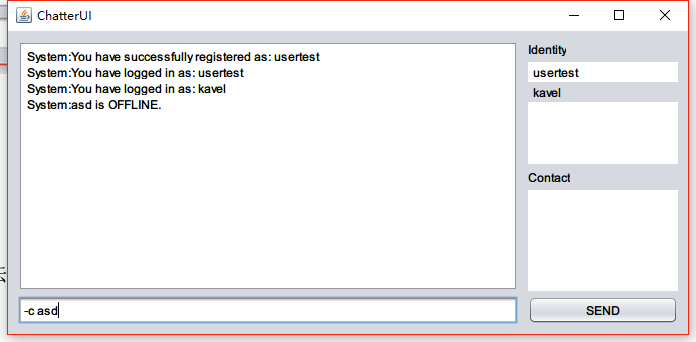 ChatterUI
System:You have successfully registered as: usertest
System:You have logged in as: usertest
System:You have logged in as: kavel
System:asd is OFFLINE.
Identity
usertest
kavel
Contact
-c asd
SEND